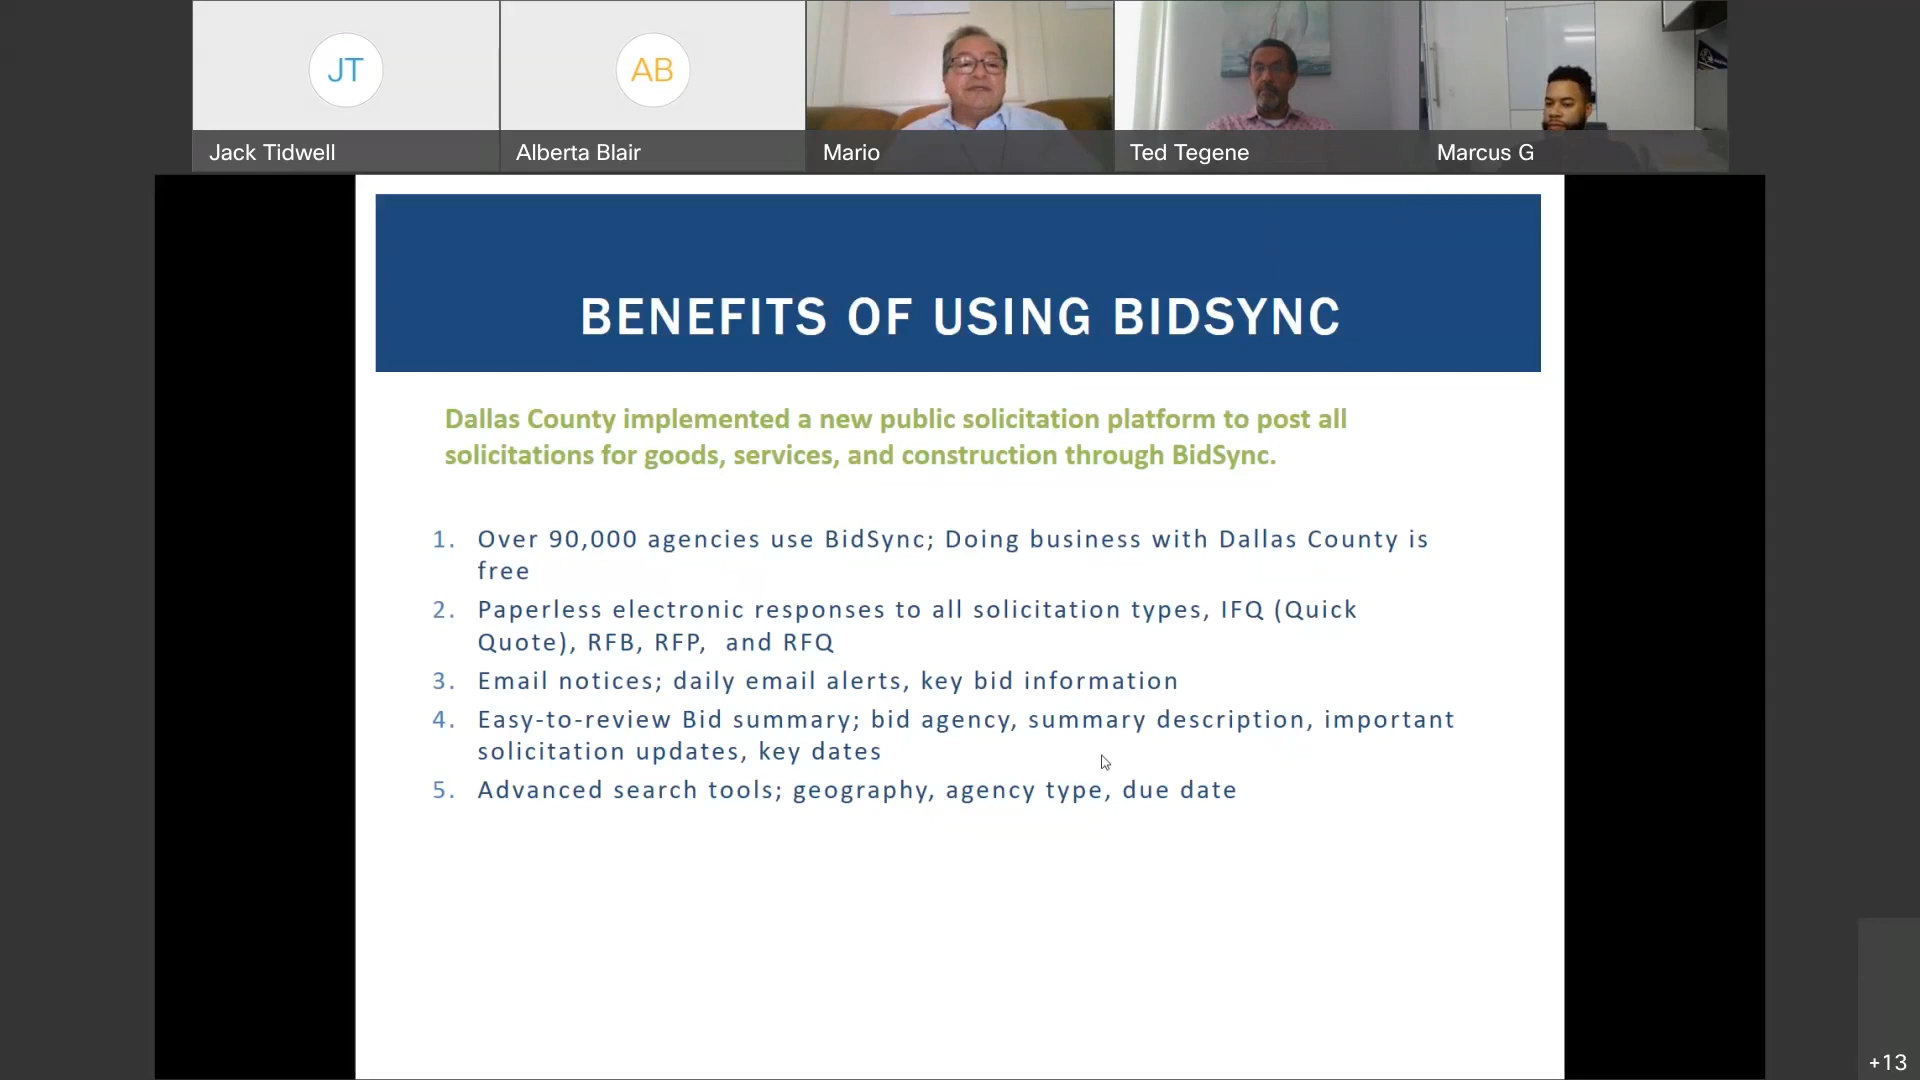 JT
AB
Jack Tidwell
Alberta Blair
Mario
Ted Tegene
Marcus G
BENEFITS OF USING BIDSYNC
Dallas County implemented a new public solicitation platform to post all
solicitations for goods, services, and construction through BidSync.
1. Over 90,000 agencies use BidSync; Doing business with Dallas County is
free
2. Paperless electronic responses to all solicitation types, IFQ (Quick
Quote), RFB, RFP,  and RFQ
3. Email notices; daily email alerts, key bid information
4. Easy-to-review Bid summary; bid agency, summary description, important
solicitation updates, key dates
5. Advanced search tools; geography, agency type, due date
+13